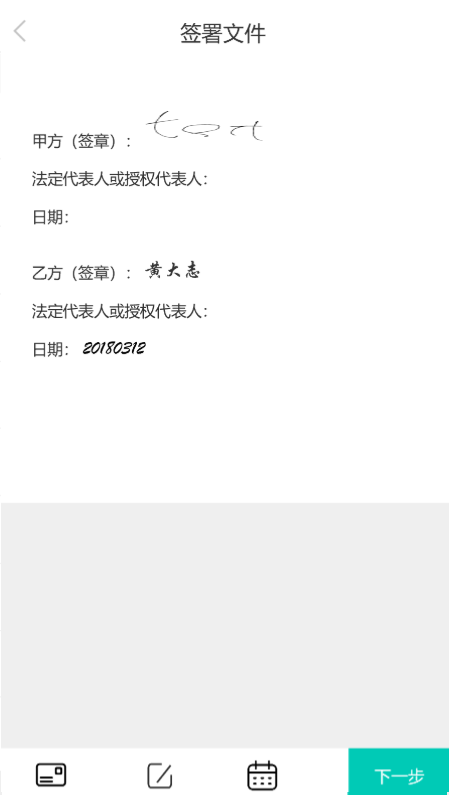 签署文件
甲方（签章）：
法定代表人或授权代表人：
日期：
乙方（签章）：黄大志
法定代表人或授权代表人：
日期：20180312
下一步